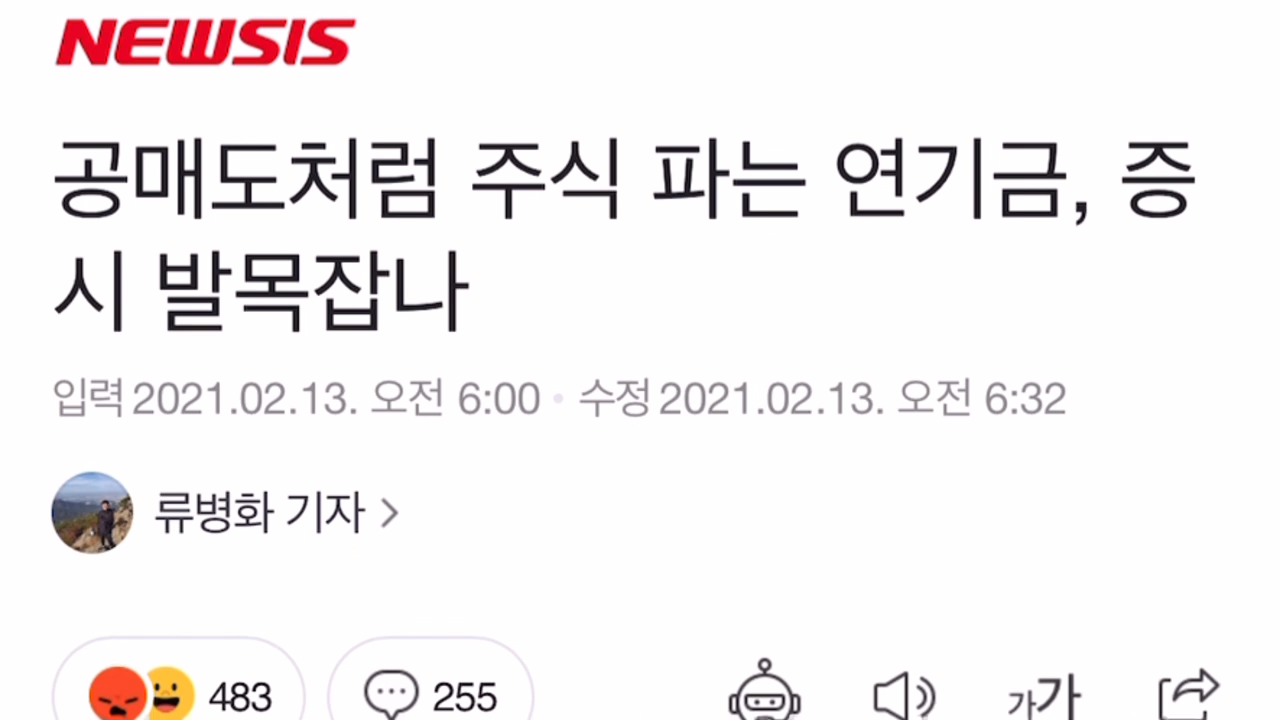 NEWSIS
공매도처럼 주식 파는 연기금, 증
시 발목잡나
입력 2021.02.13. 오전 6:00 · 수정 2021.02.13. 오전 6:32
류병화 기자 >
483 255 가가